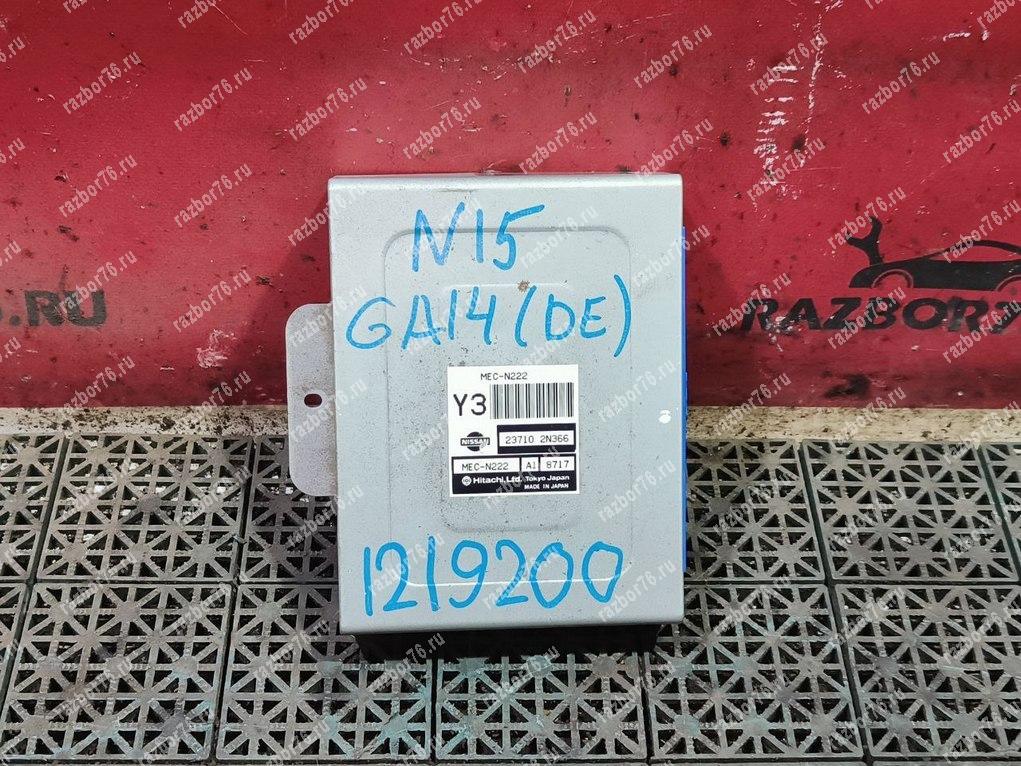 N15
GA14 (DE)
MEC-N222
Y3
NISSAN
23710 2N366
MEC-N222 A1 8717
Hitachi, Ltd. Tokyo Japan
MADE IN JAPAN
1219200
.RU
RAZBOR7
razbor76.ru